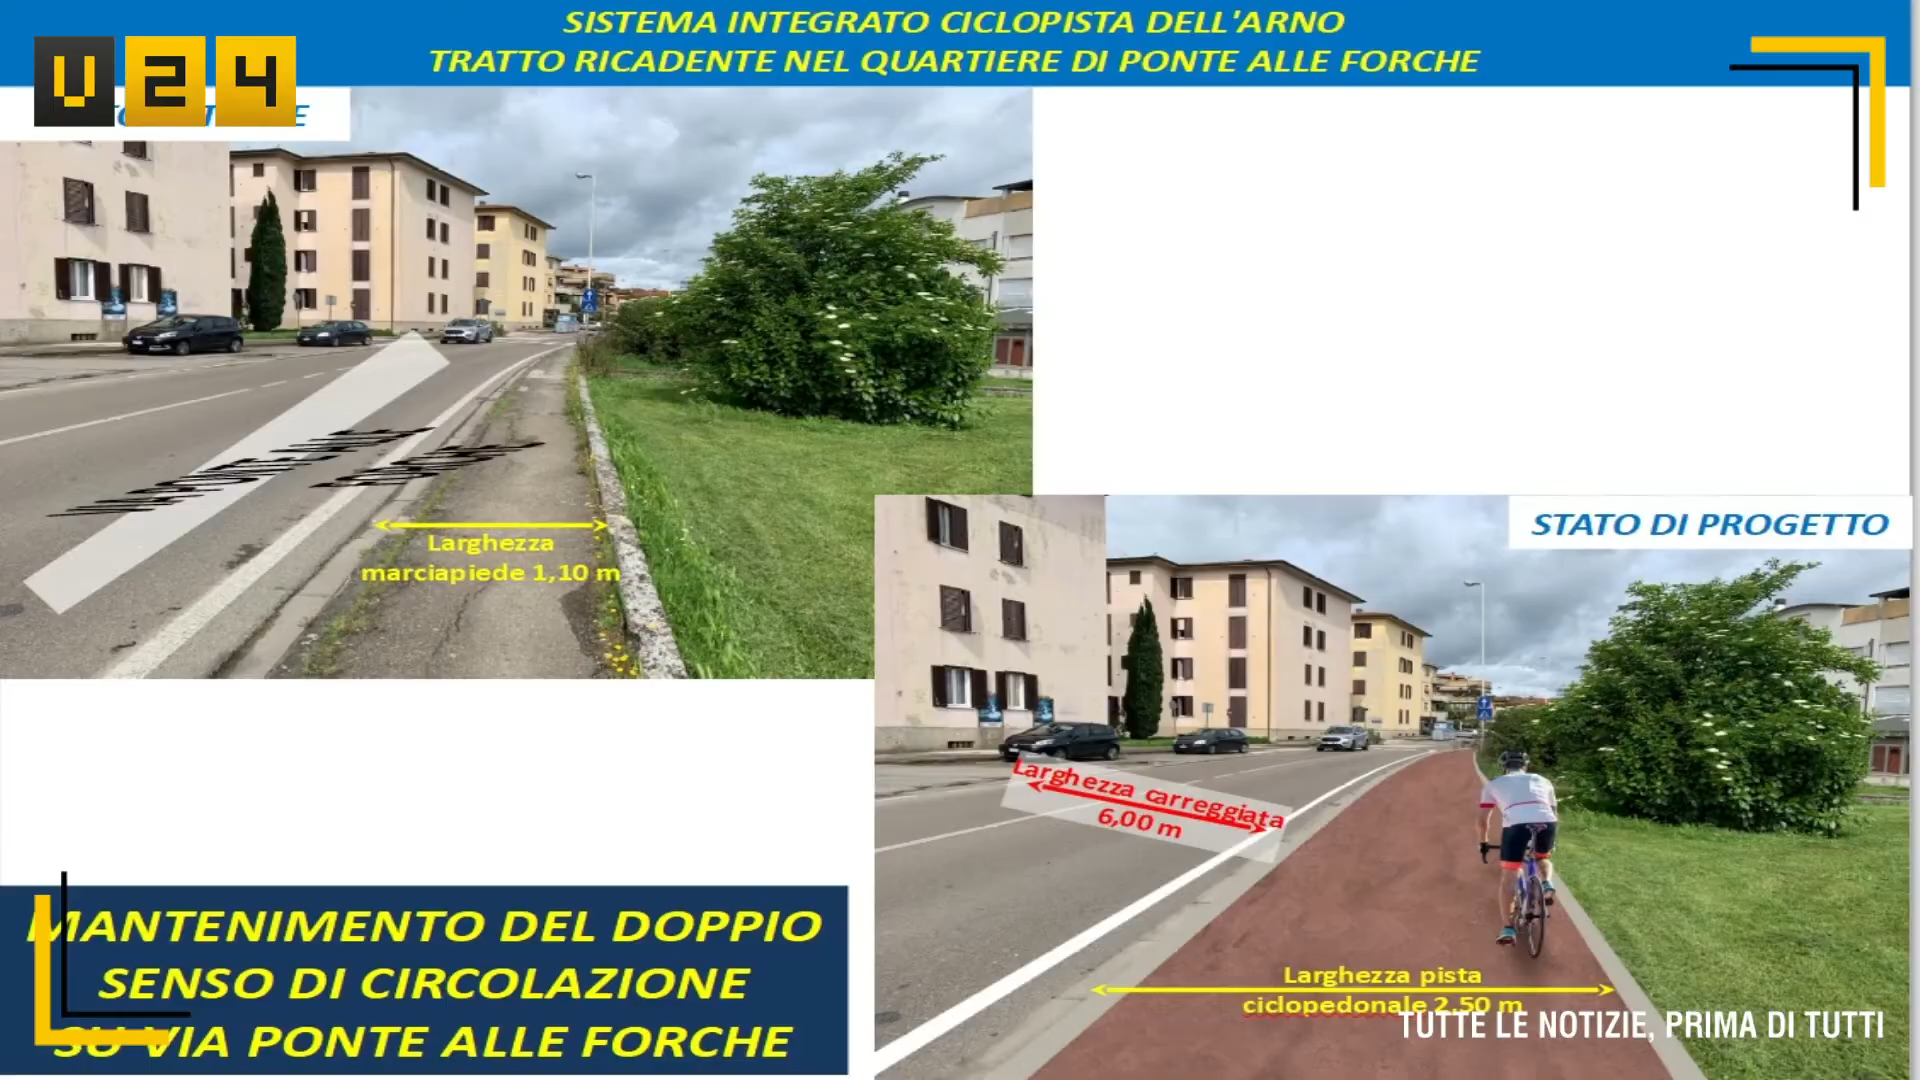 SISTEMA INTEGRATO CICLOPISTA DELL'ARNO
TRATTO RICADENTE NEL QUARTIERE DI PONTE ALLE FORCHE
V24
Larghezza
marciapiede 1,10 m
STATO DI PROGETTO
Larghezza carreggiata
6,00 m
Larghezza pista
ciclopedonale 2,50 m
MANTENIMENTO DEL DOPPIO
SENSO DI CIRCOLAZIONE
SU VIA PONTE ALLE FORCHE
TUTTE LE NOTIZIE, PRIMA DI TUTTI